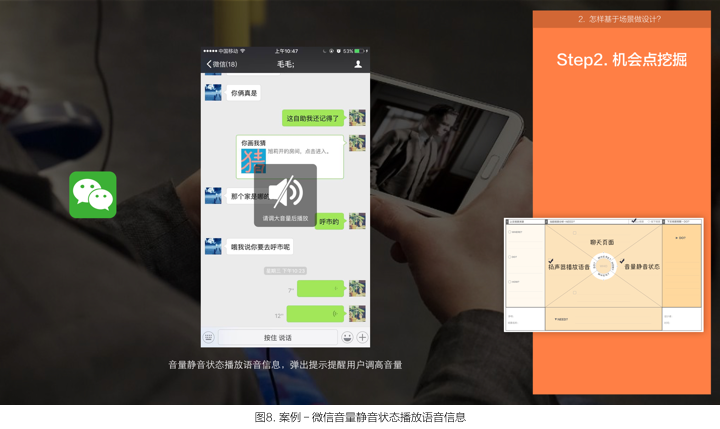 2. 怎样基于场景做设计?
Step2. 机会点挖掘
中国移动
上午10:47
53%
微信(18)
毛毛;
你俩真是
这自助我还记得了
你画我猜
猜
点击进入。
那个家是哪的
请调大音量后播放
呼市的
哦我说你要去呼市呢
7"
12"
按住 说话
聊天页面
扬声器播放语音
音量静音状态
音量静音状态播放语音信息，弹出提示提醒用户调高音量
图8. 案例 – 微信音量静音状态播放语音信息